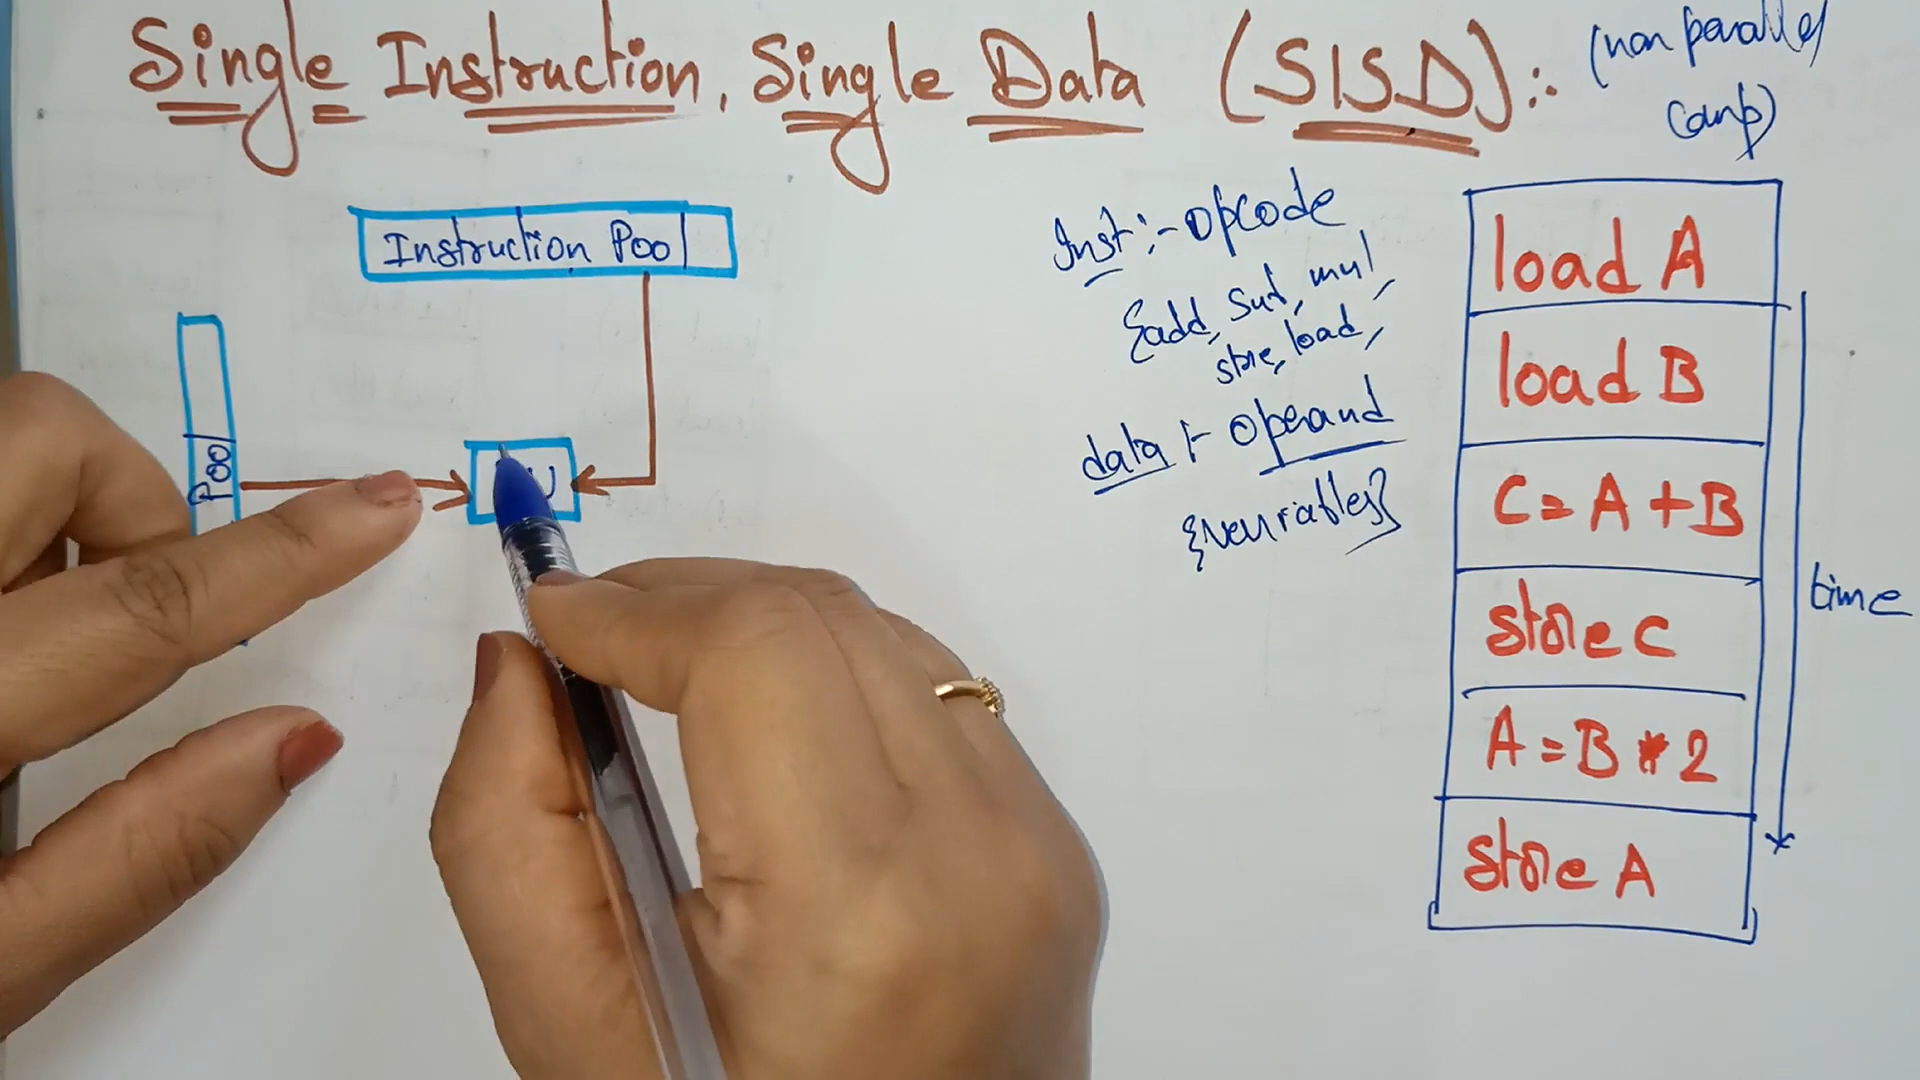 Single Instruction, Single Data (SISD):
(non parallel
comp)
Instruction Pool
Pool
Inst:- opcode
{add, sub, mul,
store, load,
data:- operand
{variables}
load A
load B
C = A + B
store C
A = B * 2
store A
time